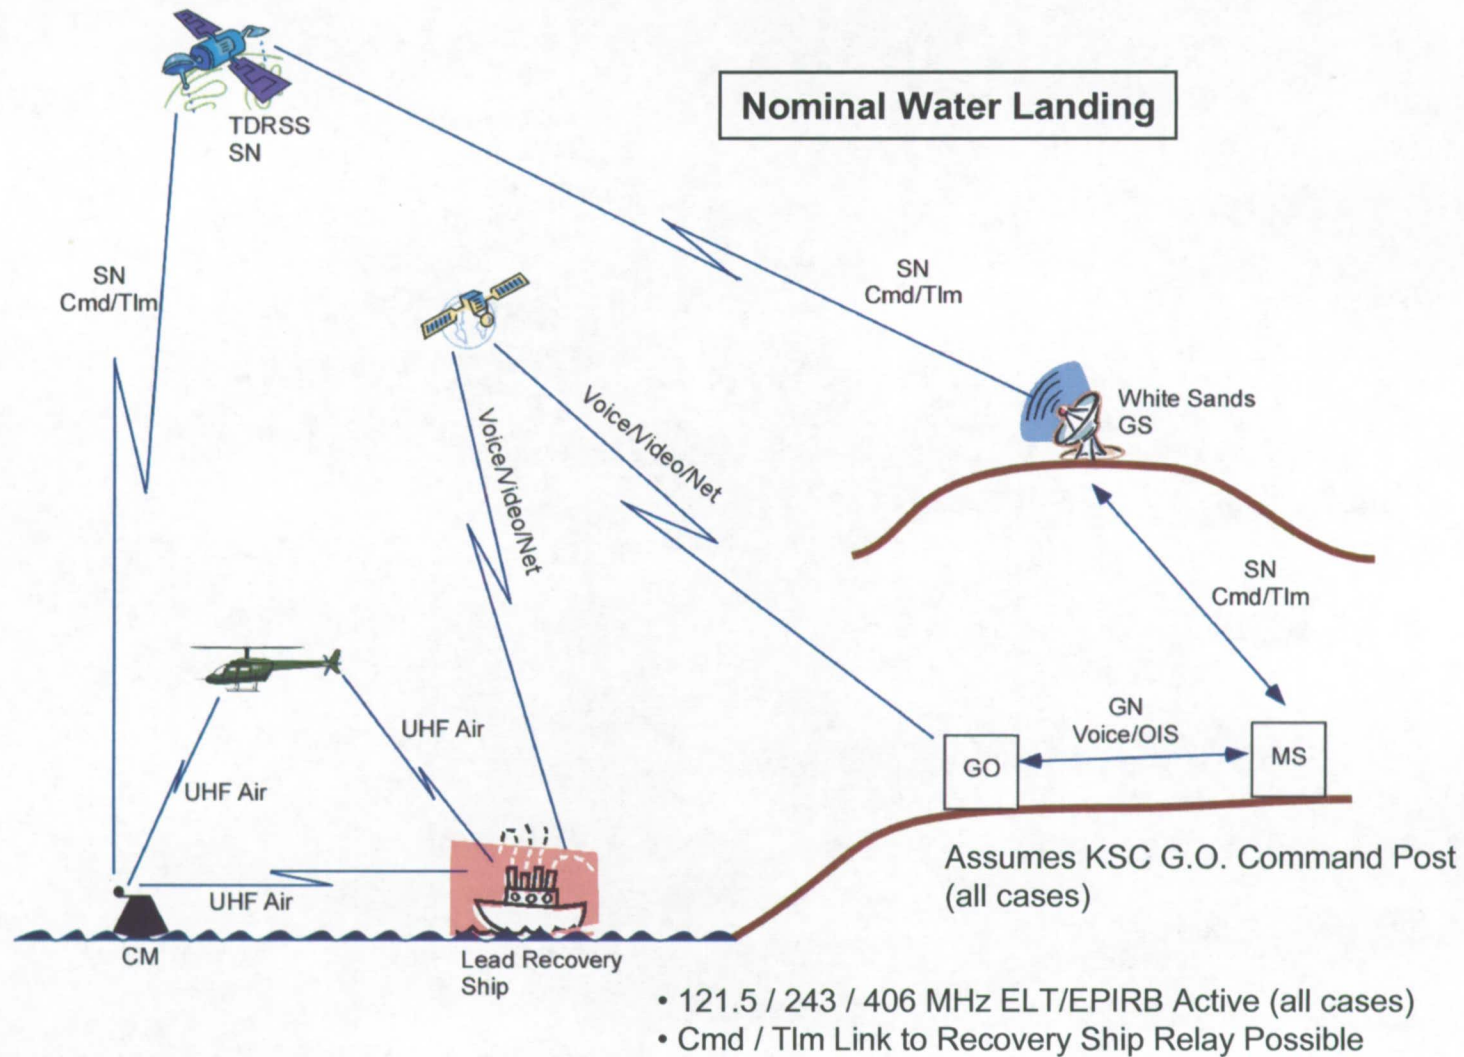 Nominal Water Landing
TDRSS
SN
SN
Cmd/Tlm
SN
Cmd/Tlm
Voice/Video/Net
Voice/Video/Net
White Sands
GS
SN
Cmd/Tlm
UHF Air
UHF Air
UHF Air
GN
Voice/OIS
GO
MS
Assumes KSC G.O. Command Post
(all cases)
CM
Lead Recovery
Ship
• 121.5 / 243 / 406 MHz ELT/EPIRB Active (all cases)
• Cmd / Tlm Link to Recovery Ship Relay Possible